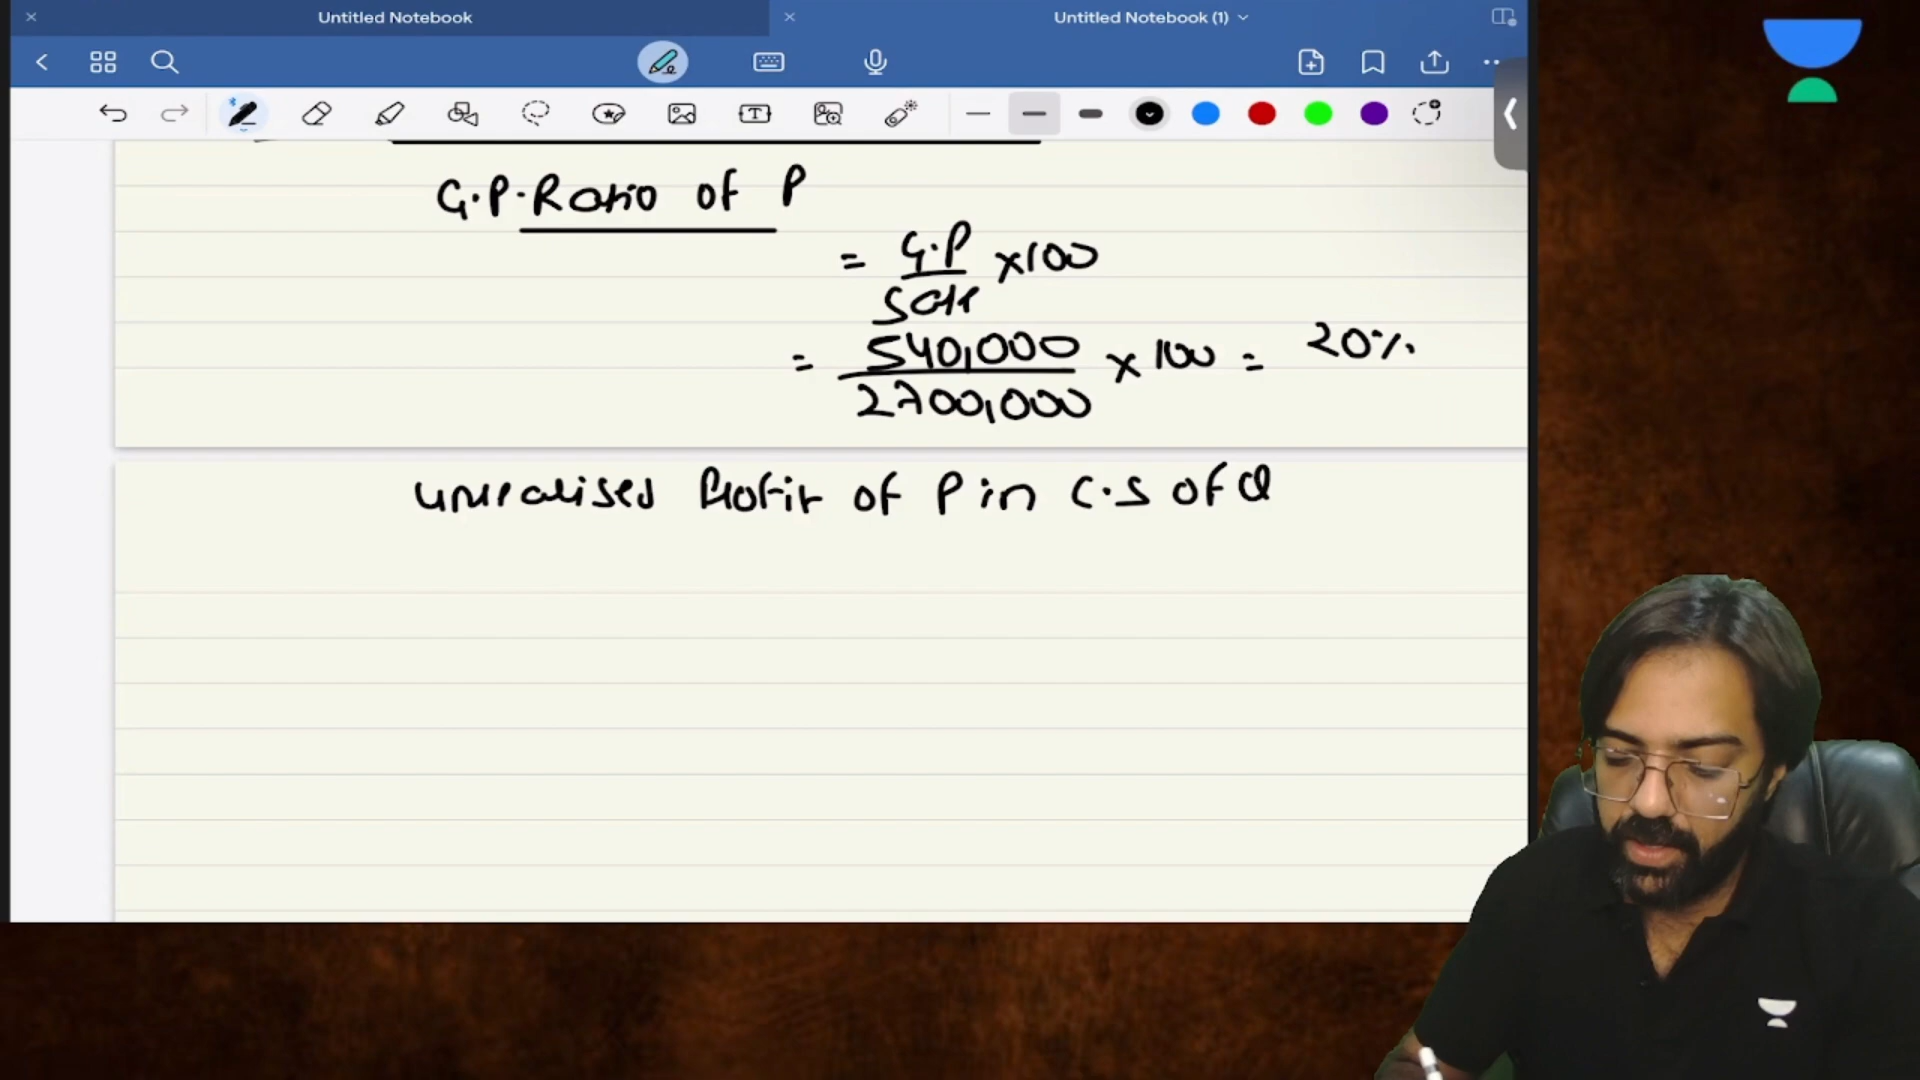 Untitled Notebook
Untitled Notebook (1)
G.P. Ratio of P
= G.P / Sale ×100
= 540,000 / 2700,000 × 100 = 20%
unrealised Profit of P in C.S of Q